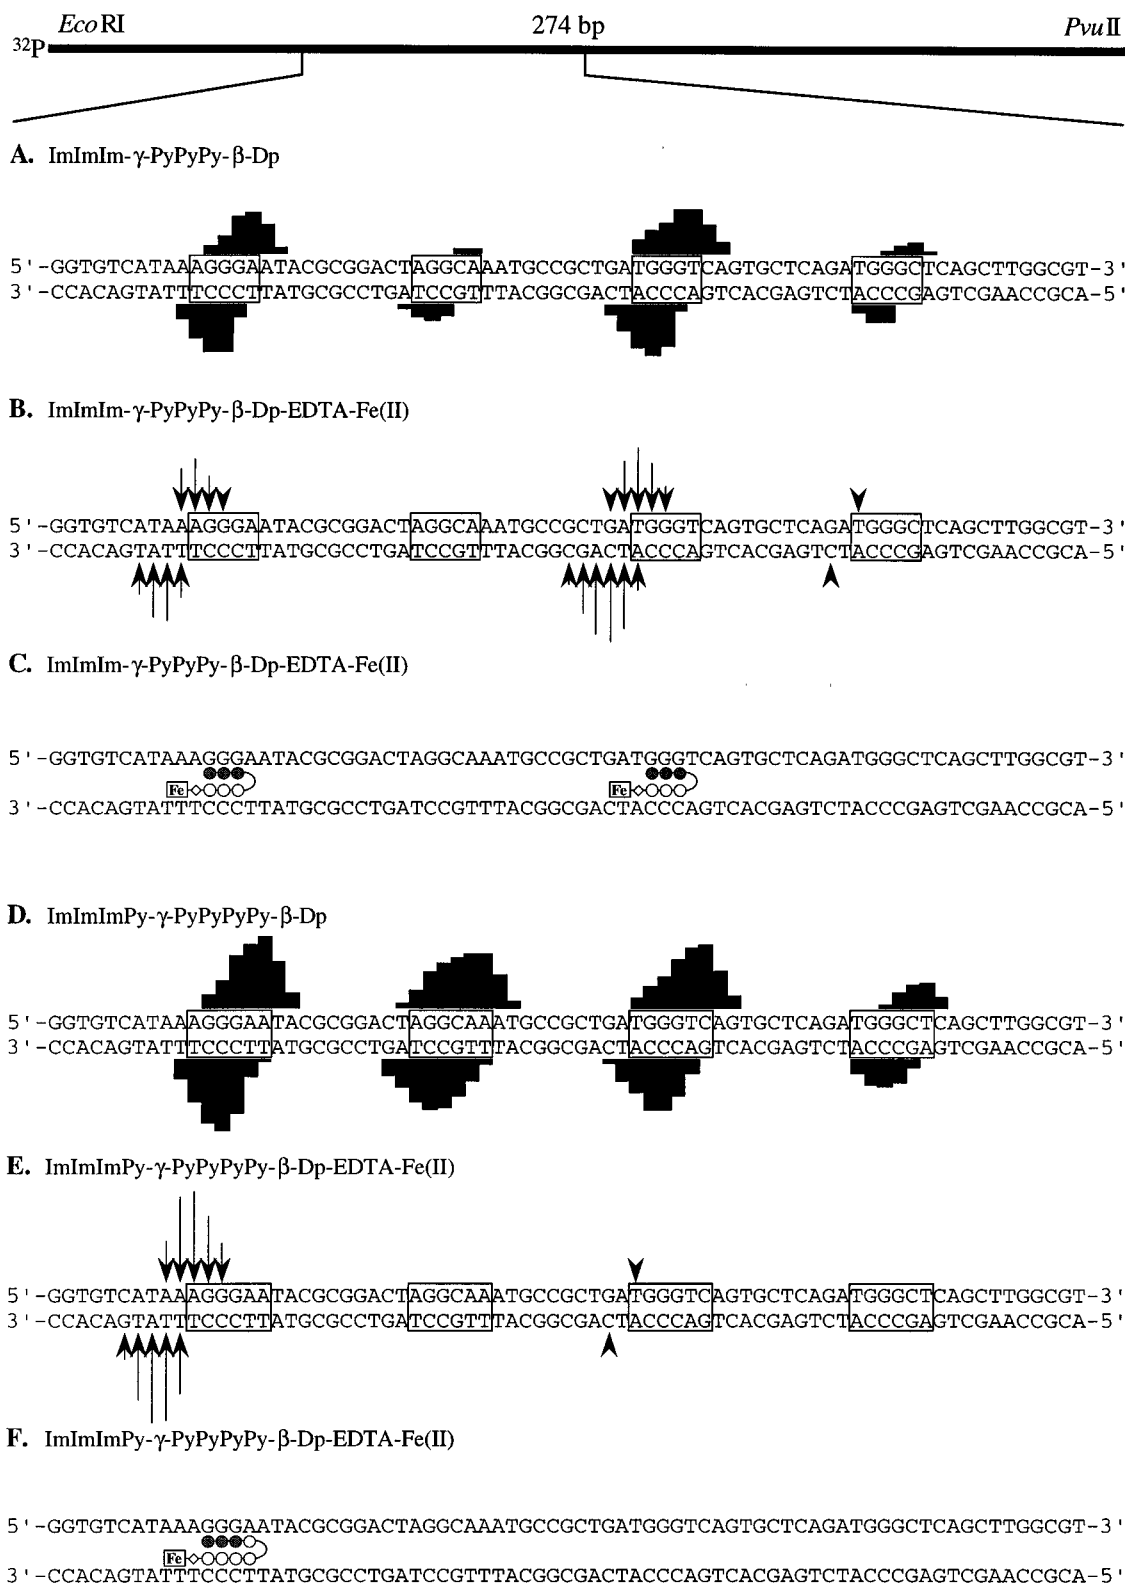 EcoRI 274 bp PvuII
32P
A. ImImIm-γ-PyPyPy-β-Dp
5'-GGTGTCATAAAGGGAATACGCGGACTAGGCAAATGCCGCTGATGGGTCAGTGCTCAGATGGGCTCAGCTTGGCGT-3'
3'-CCACAGTATTTCCCTTATGCGCCTGATCCGTTTACGGCGACTACCCAGTCACGAGTCTACCCGAGTCGAACCGCA-5'
B. ImImIm-γ-PyPyPy-β-Dp-EDTA-Fe(II)
5'-GGTGTCATAAAGGGAATACGCGGACTAGGCAAATGCCGCTGATGGGTCAGTGCTCAGATGGGCTCAGCTTGGCGT-3'
3'-CCACAGTATTTCCCTTATGCGCCTGATCCGTTTACGGCGACTACCCAGTCACGAGTCTACCCGAGTCGAACCGCA-5'
C. ImImIm-γ-PyPyPy-β-Dp-EDTA-Fe(II)
5'-GGTGTCATAAAGGGAATACGCGGACTAGGCAAATGCCGCTGATGGGTCAGTGCTCAGATGGGCTCAGCTTGGCGT-3'
Fe Fe
3'-CCACAGTATTTCCCTTATGCGCCTGATCCGTTTACGGCGACTACCCAGTCACGAGTCTACCCGAGTCGAACCGCA-5'
D. ImImImPy-γ-PyPyPyPy-β-Dp
5'-GGTGTCATAAAGGGAATACGCGGACTAGGCAAATGCCGCTGATGGGTCAGTGCTCAGATGGGCTCAGCTTGGCGT-3'
3'-CCACAGTATTTCCCTTATGCGCCTGATCCGTTTACGGCGACTACCCAGTCACGAGTCTACCCGAGTCGAACCGCA-5'
E. ImImImPy-γ-PyPyPyPy-β-Dp-EDTA-Fe(II)
5'-GGTGTCATAAAGGGAATACGCGGACTAGGCAAATGCCGCTGATGGGTCAGTGCTCAGATGGGCTCAGCTTGGCGT-3'
3'-CCACAGTATTTCCCTTATGCGCCTGATCCGTTTACGGCGACTACCCAGTCACGAGTCTACCCGAGTCGAACCGCA-5'
F. ImImImPy-γ-PyPyPyPy-β-Dp-EDTA-Fe(II)
5'-GGTGTCATAAAGGGAATACGCGGACTAGGCAAATGCCGCTGATGGGTCAGTGCTCAGATGGGCTCAGCTTGGCGT-3'
Fe
3'-CCACAGTATTTCCCTTATGCGCCTGATCCGTTTACGGCGACTACCCAGTCACGAGTCTACCCGAGTCGAACCGCA-5'